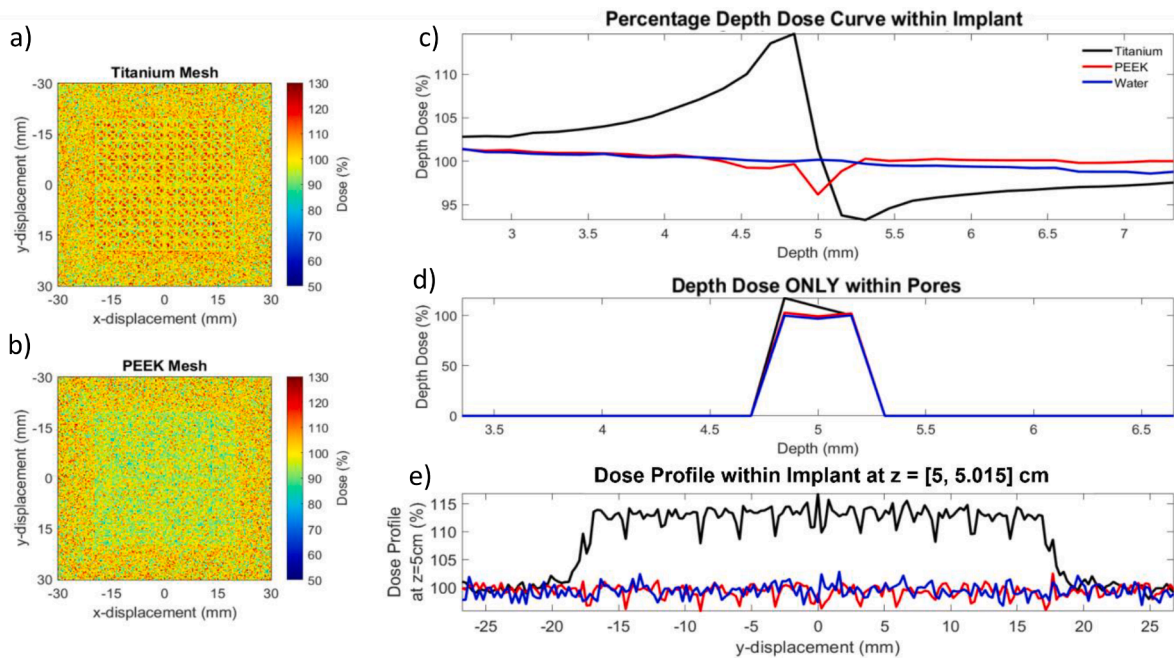 a)
Titanium Mesh
-30
-15
0
15
30
-30
-15
0
15
30
y-displacement (mm)
x-displacement (mm)
130
120
110
100
90
80
70
60
50
Dose (%)
b)
PEEK Mesh
-30
-15
0
15
30
-30
-15
0
15
30
y-displacement (mm)
x-displacement (mm)
130
120
110
100
90
80
70
60
50
Dose (%)
c)
Percentage Depth Dose Curve within Implant
Titanium
PEEK
Water
110
105
100
95
Depth Dose (%)
3
3.5
4
4.5
5
5.5
6
6.5
7
Depth (mm)
d)
Depth Dose ONLY within Pores
100
50
0
Depth Dose (%)
3.5
4
4.5
5
5.5
6
6.5
Depth (mm)
e)
Dose Profile within Implant at z = [5, 5.015] cm
115
110
105
100
Dose Profile
at z=5cm (%)
-25
-20
-15
-10
-5
0
5
10
15
20
25
y-displacement (mm)